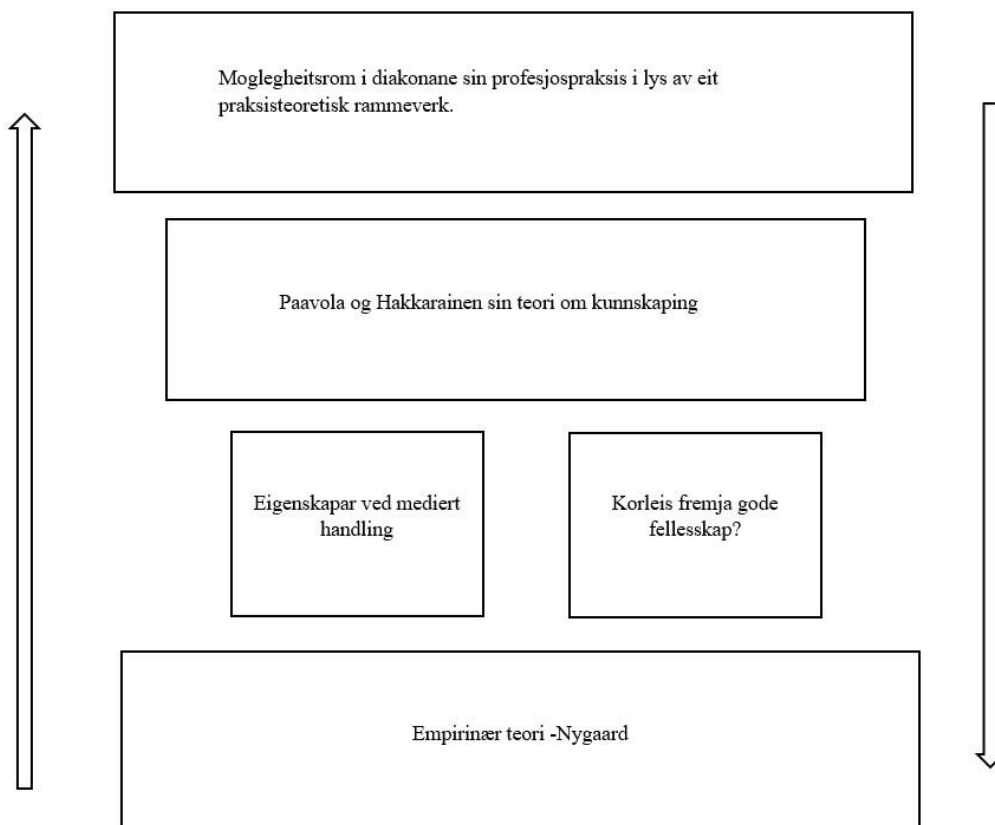 Moglegheitsrom i diakonane sin profesjospraksis i lys av eit
praksisteoretisk rammeverk.
Paavola og Hakkarainen sin teori om kunnskaping
Eigenskapar ved mediert
handling
Korleis fremja gode
fellesskap?
Empirinær teori -Nygaard